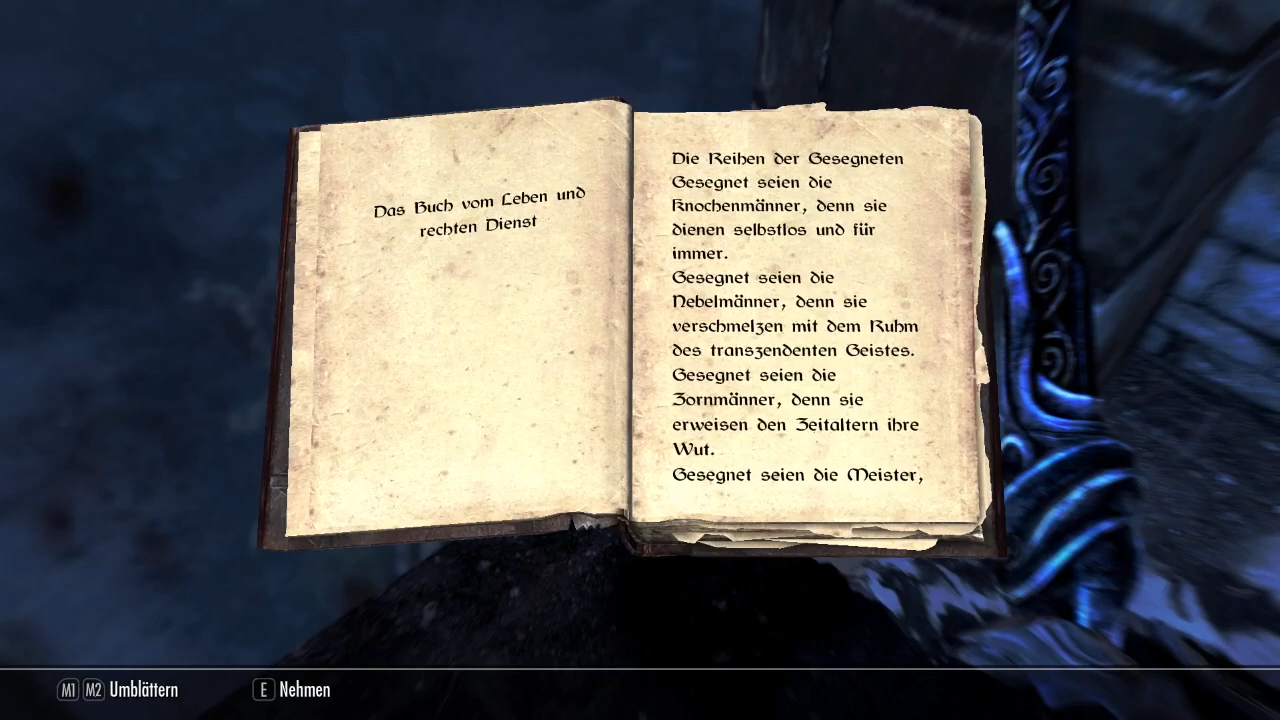 Das Buch vom Leben und
rechten Dienst
Die Reihen der Gesegneten
Gesegnet seien die
Knochenmänner, denn sie
dienen selbstlos und für
immer.
Gesegnet seien die
Nebelmänner, denn sie
verschmelzen mit dem Ruhm
des transzendenten Geistes.
Gesegnet seien die
Zornmänner, denn sie
erweisen den Zeitaltern ihre
Wut.
Gesegnet seien die Meister,
M1 M2 Umblättern
E Nehmen